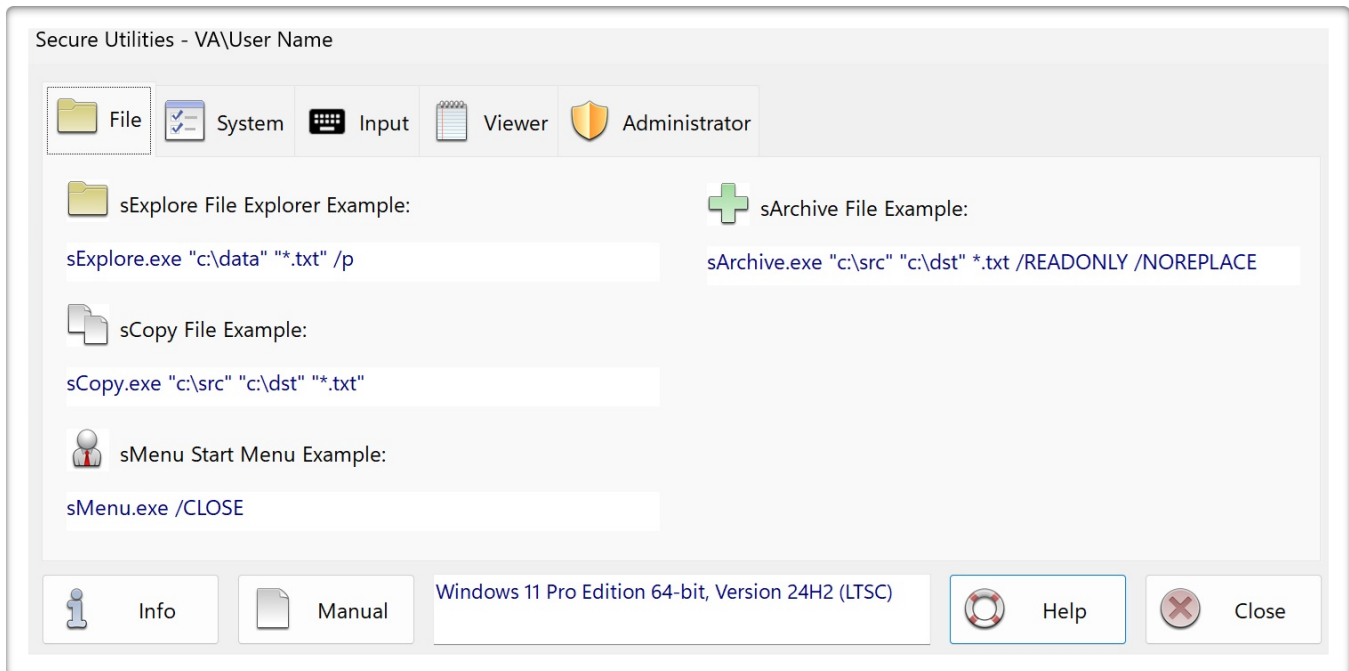 Secure Utilities - VA\User Name
File
System
Input
Viewer
Administrator
sExplore File Explorer Example:
sExplore.exe "c:\data" "*.txt" /p
sCopy File Example:
sCopy.exe "c:\src" "c:\dst" "*.txt"
sMenu Start Menu Example:
sMenu.exe /CLOSE
sArchive File Example:
sArchive.exe "c:\src" "c:\dst" *.txt /READONLY /NOREPLACE
Info
Manual
Windows 11 Pro Edition 64-bit, Version 24H2 (LTSC)
Help
Close